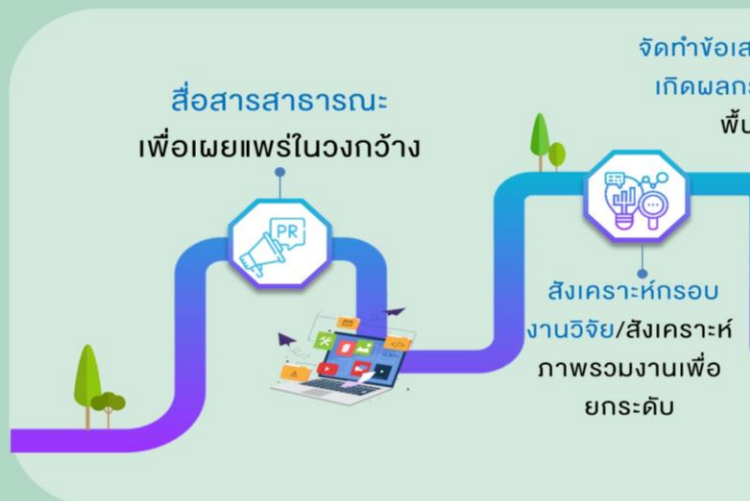 สื่อสารสาธารณะ
เพื่อเผยแพร่ในวงกว้าง
PR
จัดทำข้อเส
เกิดผลกร
พื้น
สังเคราะห์กรอบ
งานวิจัย/สังเคราะห์
ภาพรวมงานเพื่อ
ยกระดับ